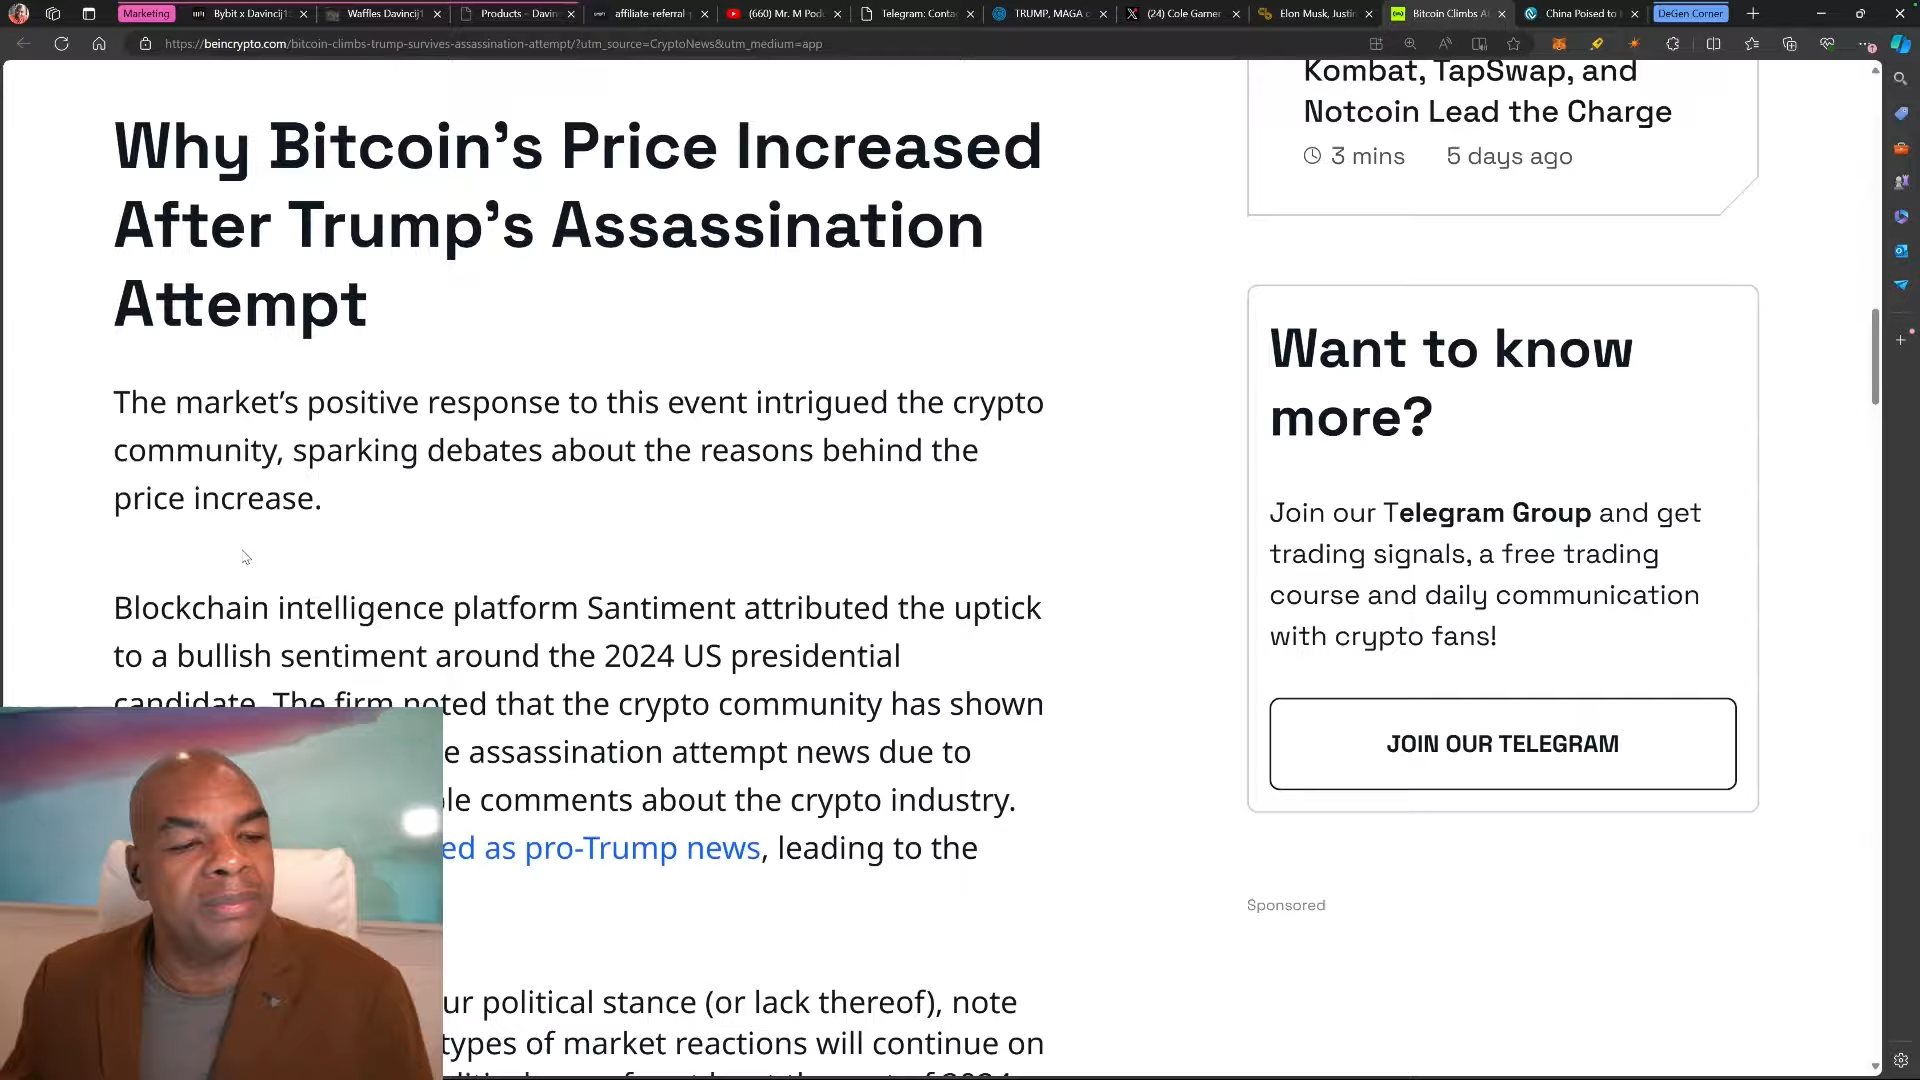 Marketing
Bybit x Davincij1
Waffles Davincij1
Products – Davin
affiliate-referral
(660) Mr. M Pod
Telegram: Conta
TRUMP, MAGA
(24) Cole Garner
Elon Musk, Justin
Bitcoin Climbs A
China Poised to
DeGen Corner
https://beincrypto.com/bitcoin-climbs-trump-survives-assassination-attempt/?utm_source=CryptoNews&utm_medium=app
Why Bitcoin’s Price Increased
After Trump’s Assassination
Attempt
The market’s positive response to this event intrigued the crypto
community, sparking debates about the reasons behind the
price increase.
Blockchain intelligence platform Santiment attributed the uptick
to a bullish sentiment around the 2024 US presidential
candidate. The firm noted that the crypto community has shown
e assassination attempt news due to
le comments about the crypto industry.
ed as pro-Trump news, leading to the
ur political stance (or lack thereof), note
types of market reactions will continue on
Kombat, TapSwap, and
Notcoin Lead the Charge
3 mins 5 days ago
Want to know
more?
Join our Telegram Group and get
trading signals, a free trading
course and daily communication
with crypto fans!
JOIN OUR TELEGRAM
Sponsored